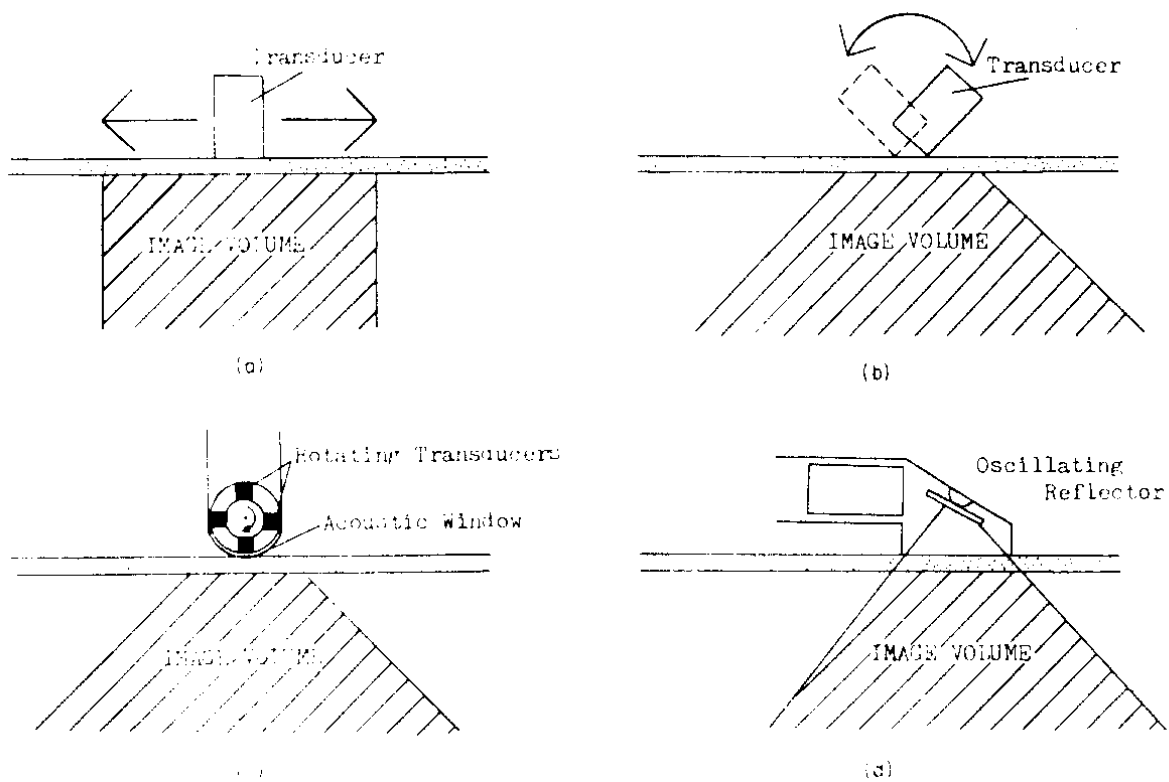 Transducer
IMAGE VOLUME
(a)
Transducer
IMAGE VOLUME
(b)
Rotating Transducers
Acoustic Window
IMAGE VOLUME
Oscillating
Reflector
IMAGE VOLUME
(d)